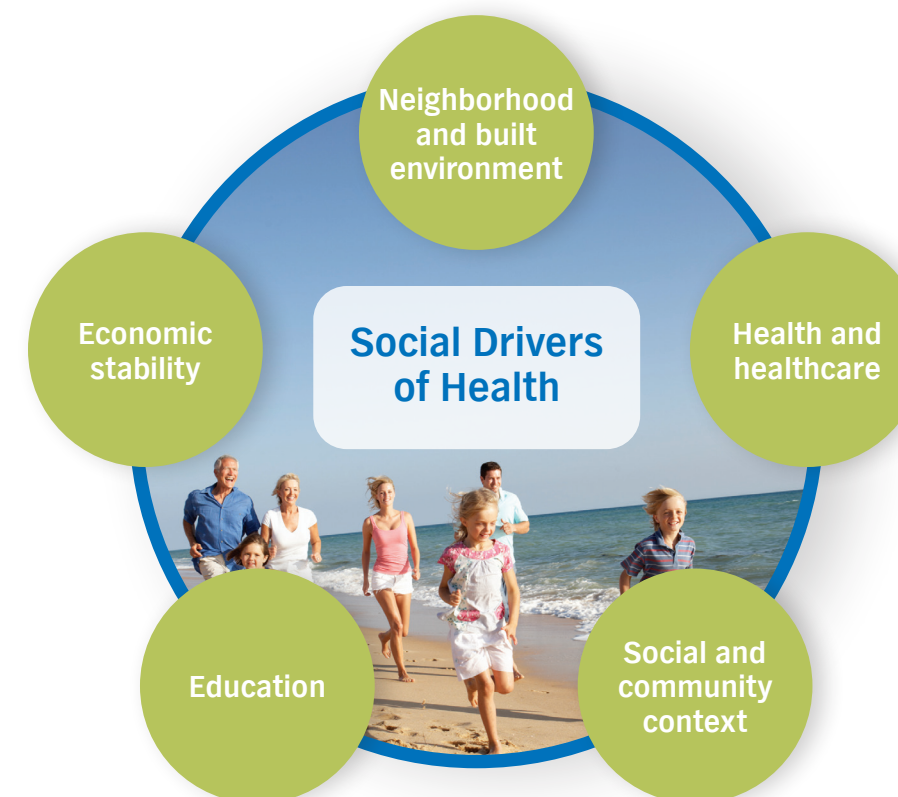 Neighborhood
and built
environment
Economic
stability
Social Drivers
of Health
Health and
healthcare
Education
Social and
community
context